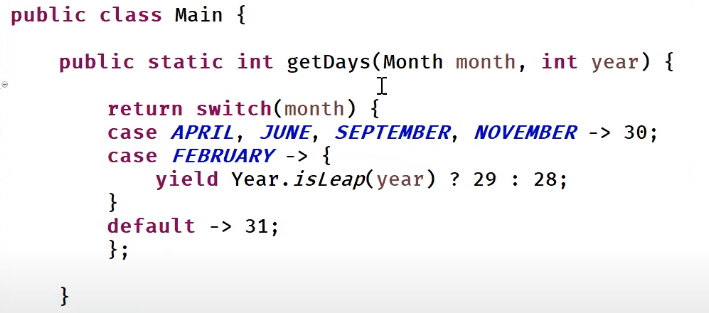 public class Main {
public static int getDays(Month month, int year) {
return switch(month) {
case APRIL, JUNE, SEPTEMBER, NOVEMBER -> 30;
case FEBRUARY -> {
yield Year.isLeap(year) ? 29 : 28;
}
default -> 31;
};
}